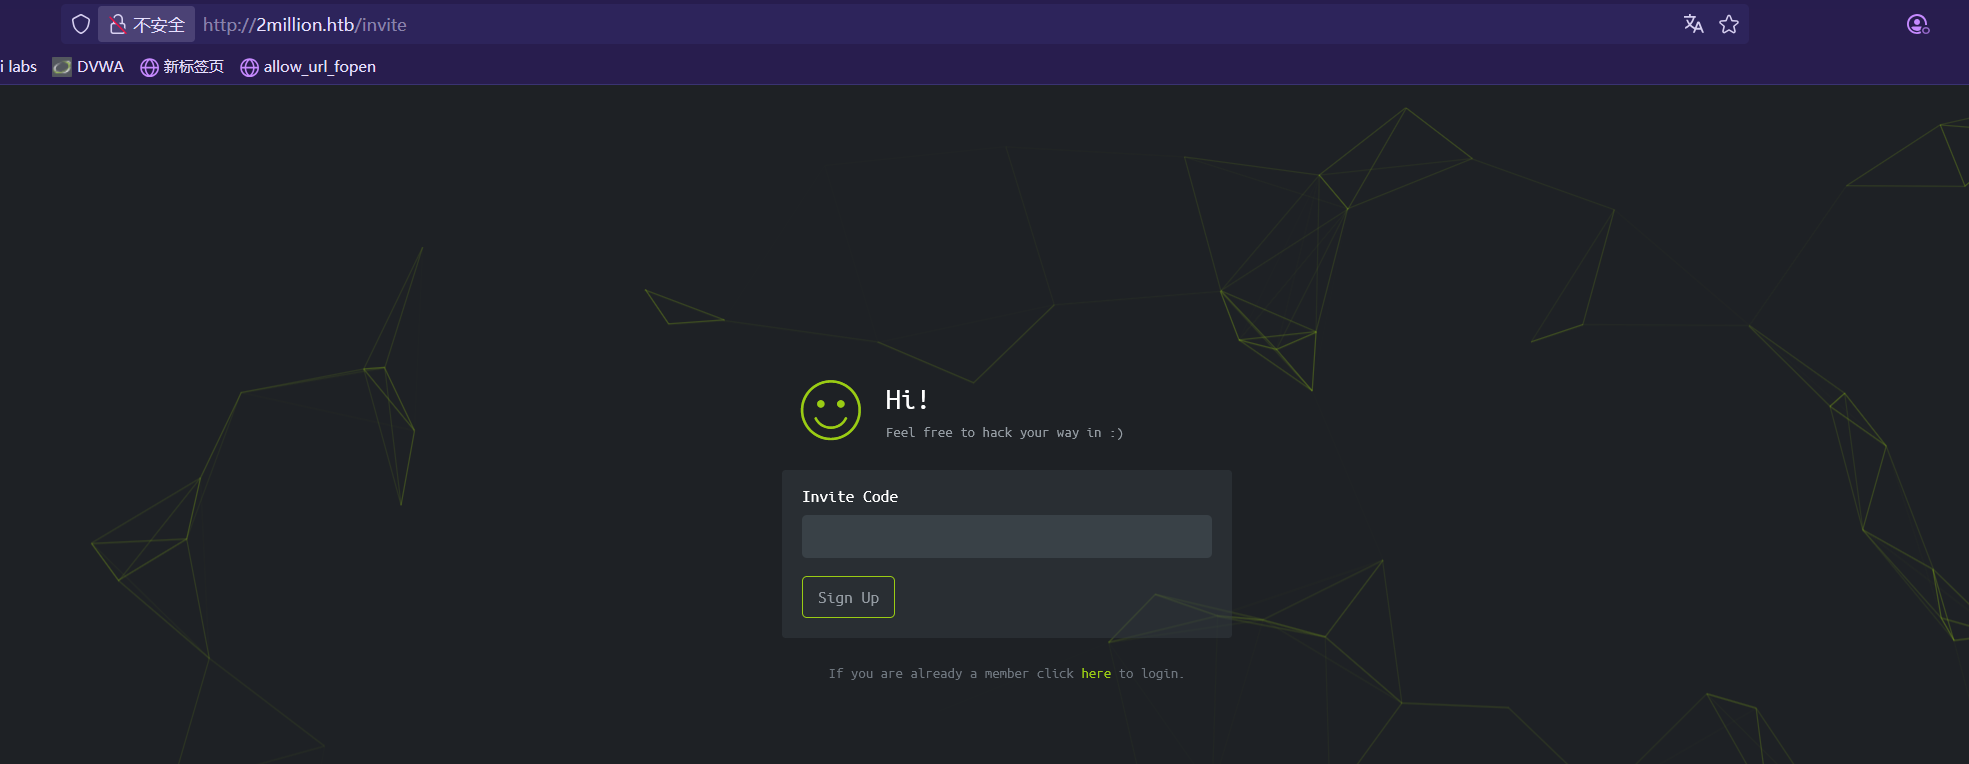 不安全 http://2million.htb/invite
i labs DVWA 新标签页 allow_url_fopen
Hi!
Feel free to hack your way in :)
Invite Code
Sign Up
If you are already a member click here to login.